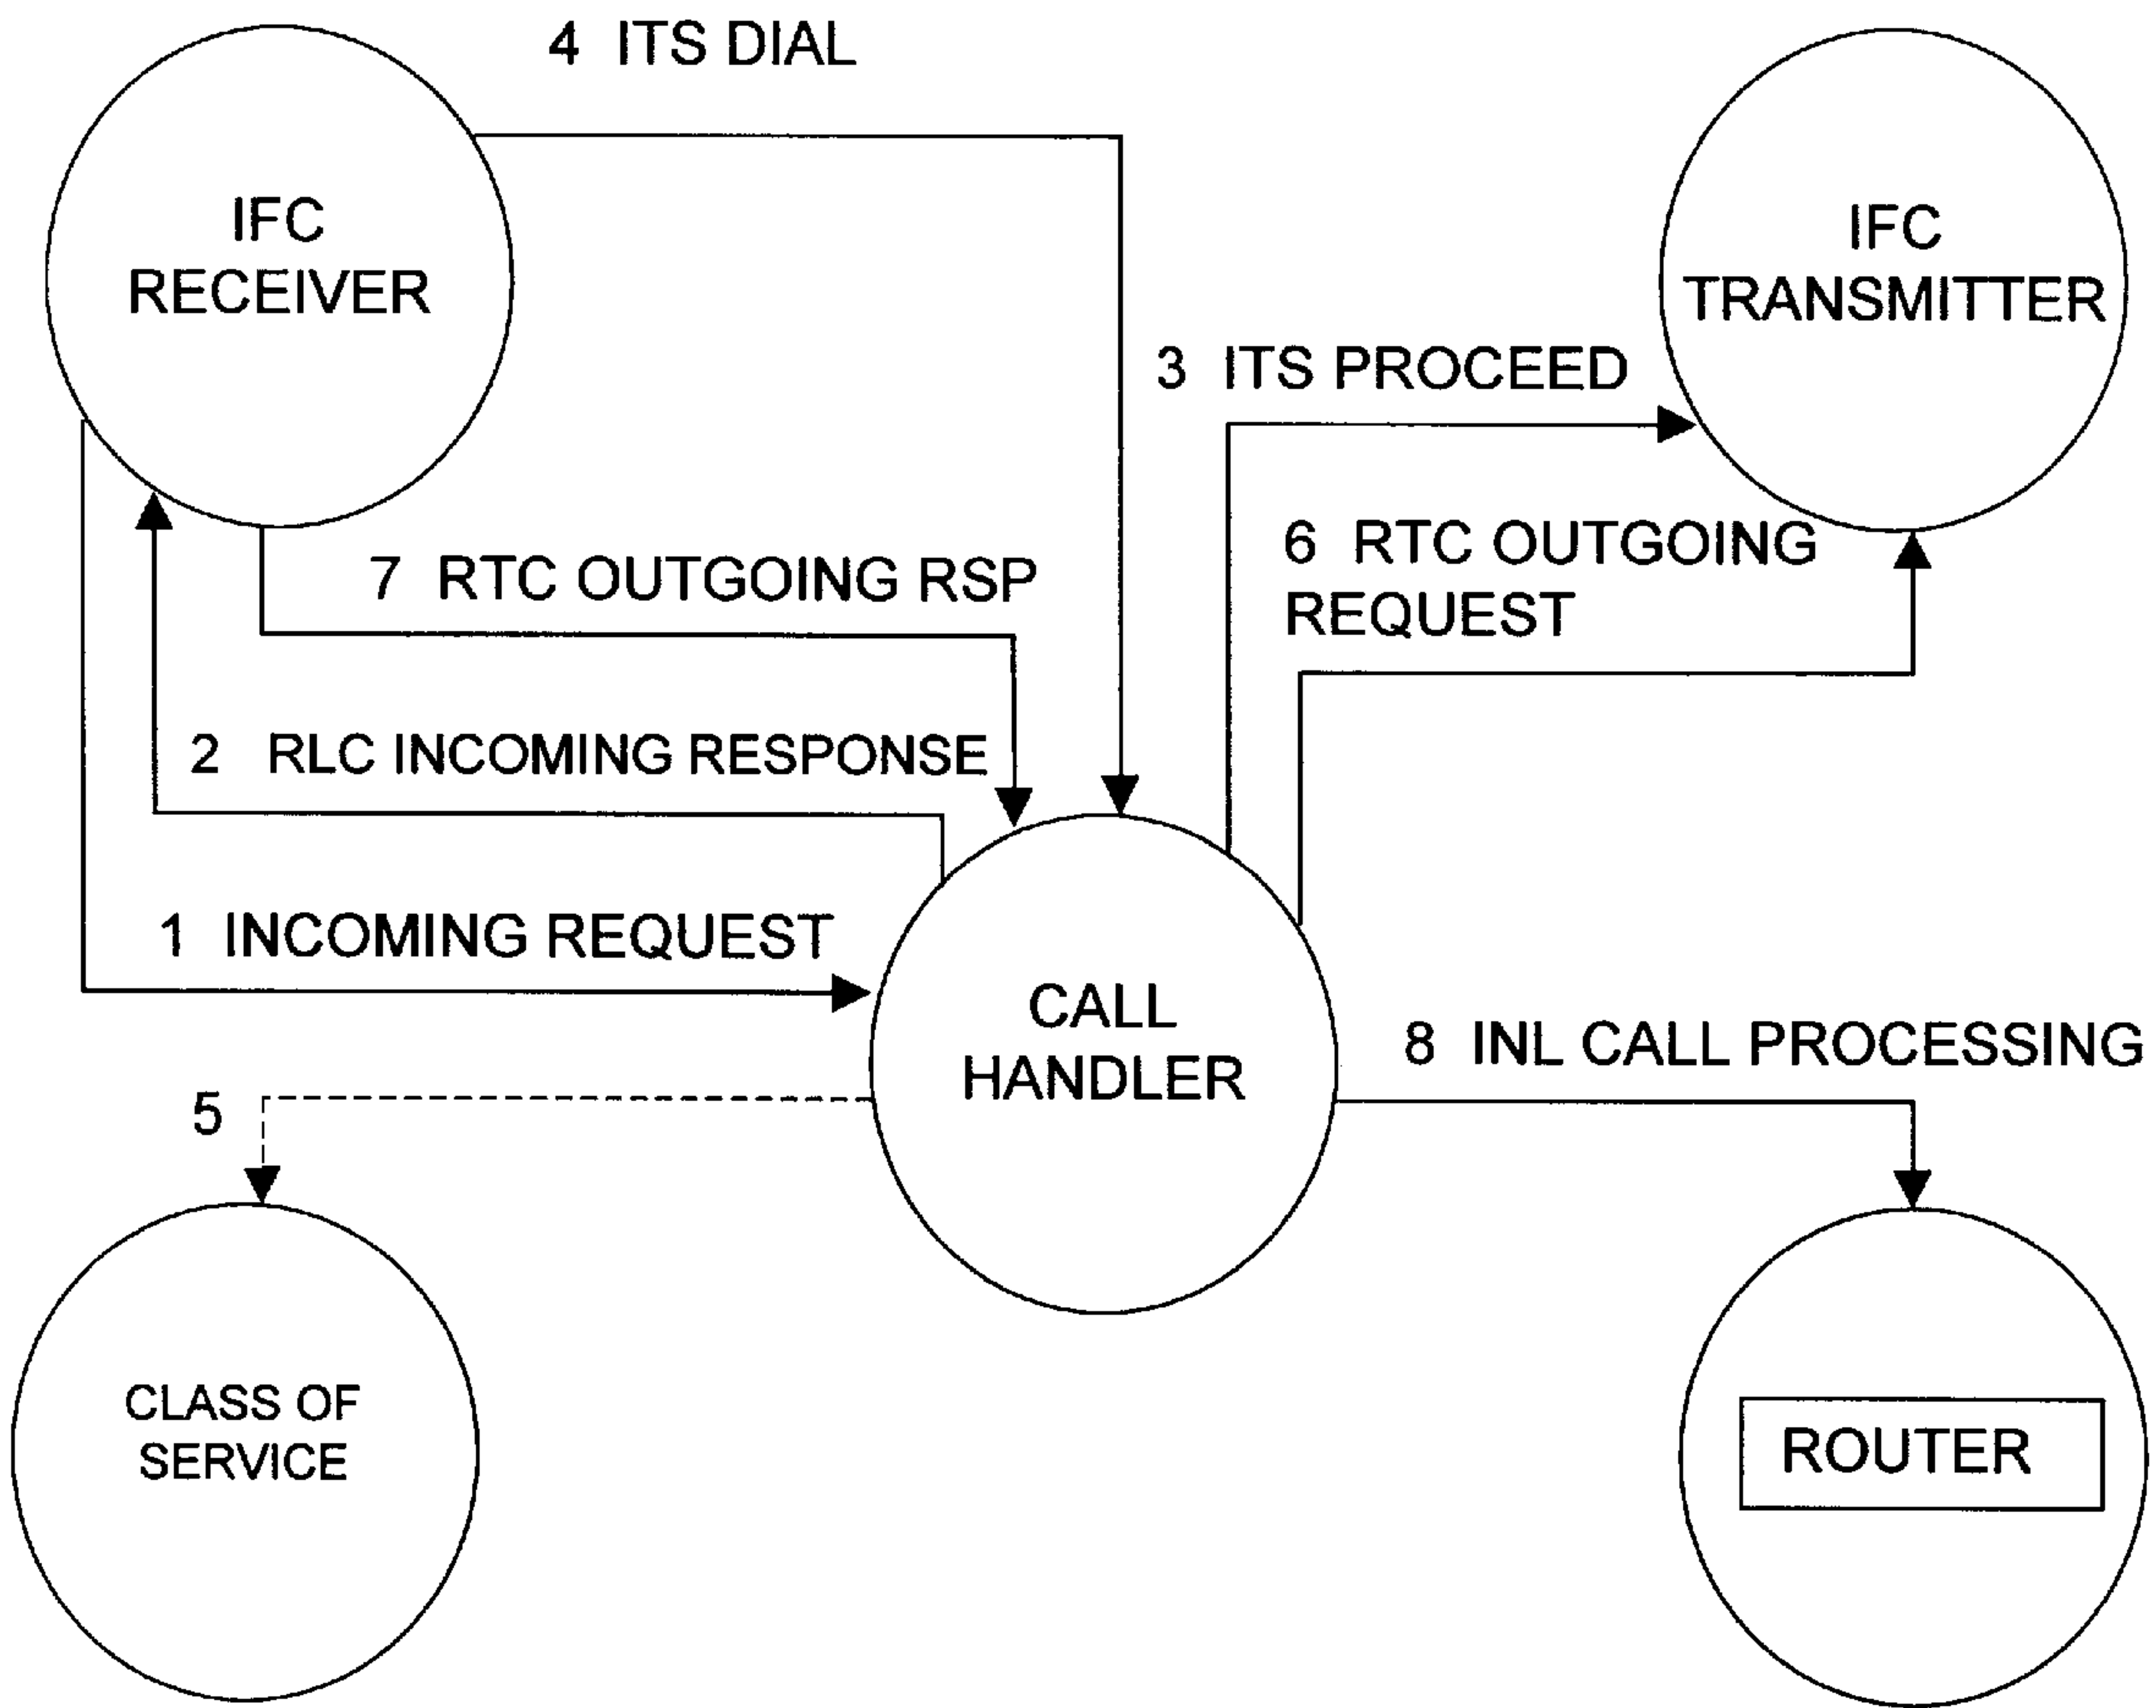 4 ITS DIAL
IFC
RECEIVER
IFC
TRANSMITTER
3 ITS PROCEED
6 RTC OUTGOING
REQUEST
7 RTC OUTGOING RSP
2 RLC INCOMING RESPONSE
1 INCOMING REQUEST
CALL
HANDLER
8 INL CALL PROCESSING
5
CLASS OF
SERVICE
ROUTER